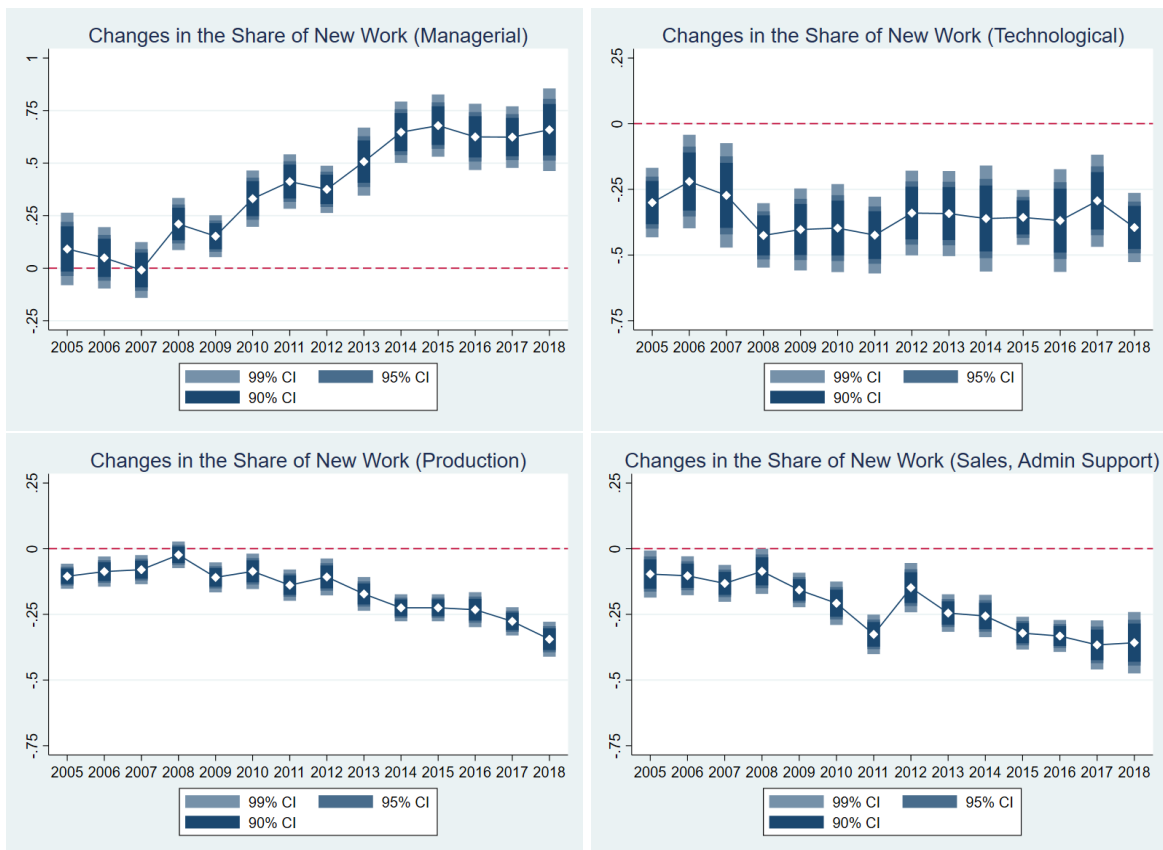 Changes in the Share of New Work (Managerial)
1
.75
.5
.25
0
-.25
2005 2006 2007 2008 2009 2010 2011 2012 2013 2014 2015 2016 2017 2018
99% CI 95% CI
90% CI
Changes in the Share of New Work (Technological)
.25
0
-.25
-.5
-.75
2005 2006 2007 2008 2009 2010 2011 2012 2013 2014 2015 2016 2017 2018
99% CI 95% CI
90% CI
Changes in the Share of New Work (Production)
.25
0
-.25
-.5
-.75
2005 2006 2007 2008 2009 2010 2011 2012 2013 2014 2015 2016 2017 2018
99% CI 95% CI
90% CI
Changes in the Share of New Work (Sales, Admin Support)
.25
0
-.25
-.5
-.75
2005 2006 2007 2008 2009 2010 2011 2012 2013 2014 2015 2016 2017 2018
99% CI 95% CI
90% CI